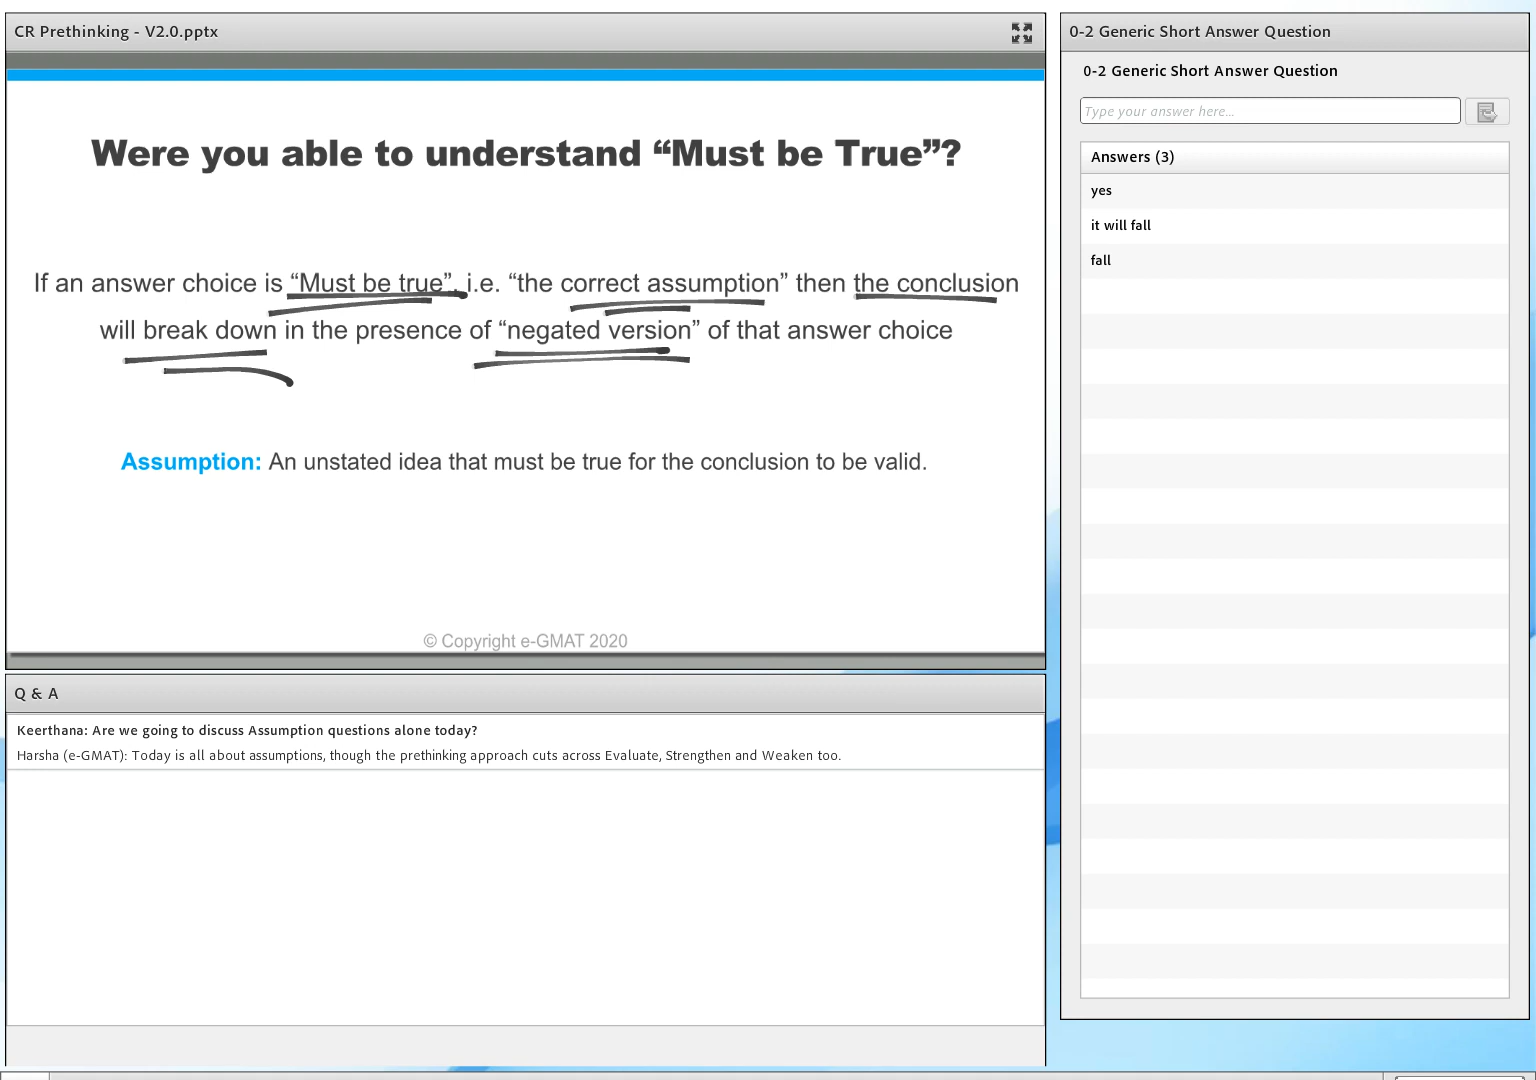 CR Prethinking - V2.0.pptx
Were you able to understand “Must be True”?
If an answer choice is “Must be true”, i.e. “the correct assumption” then the conclusion
will break down in the presence of “negated version” of that answer choice
Assumption: An unstated idea that must be true for the conclusion to be valid.
© Copyright e-GMAT 2020
Q & A
Keerthana: Are we going to discuss Assumption questions alone today?
Harsha (e-GMAT): Today is all about assumptions, though the prethinking approach cuts across Evaluate, Strengthen and Weaken too.
0-2 Generic Short Answer Question
0-2 Generic Short Answer Question
Type your answer here...
Answers (3)
yes
it will fall
fall